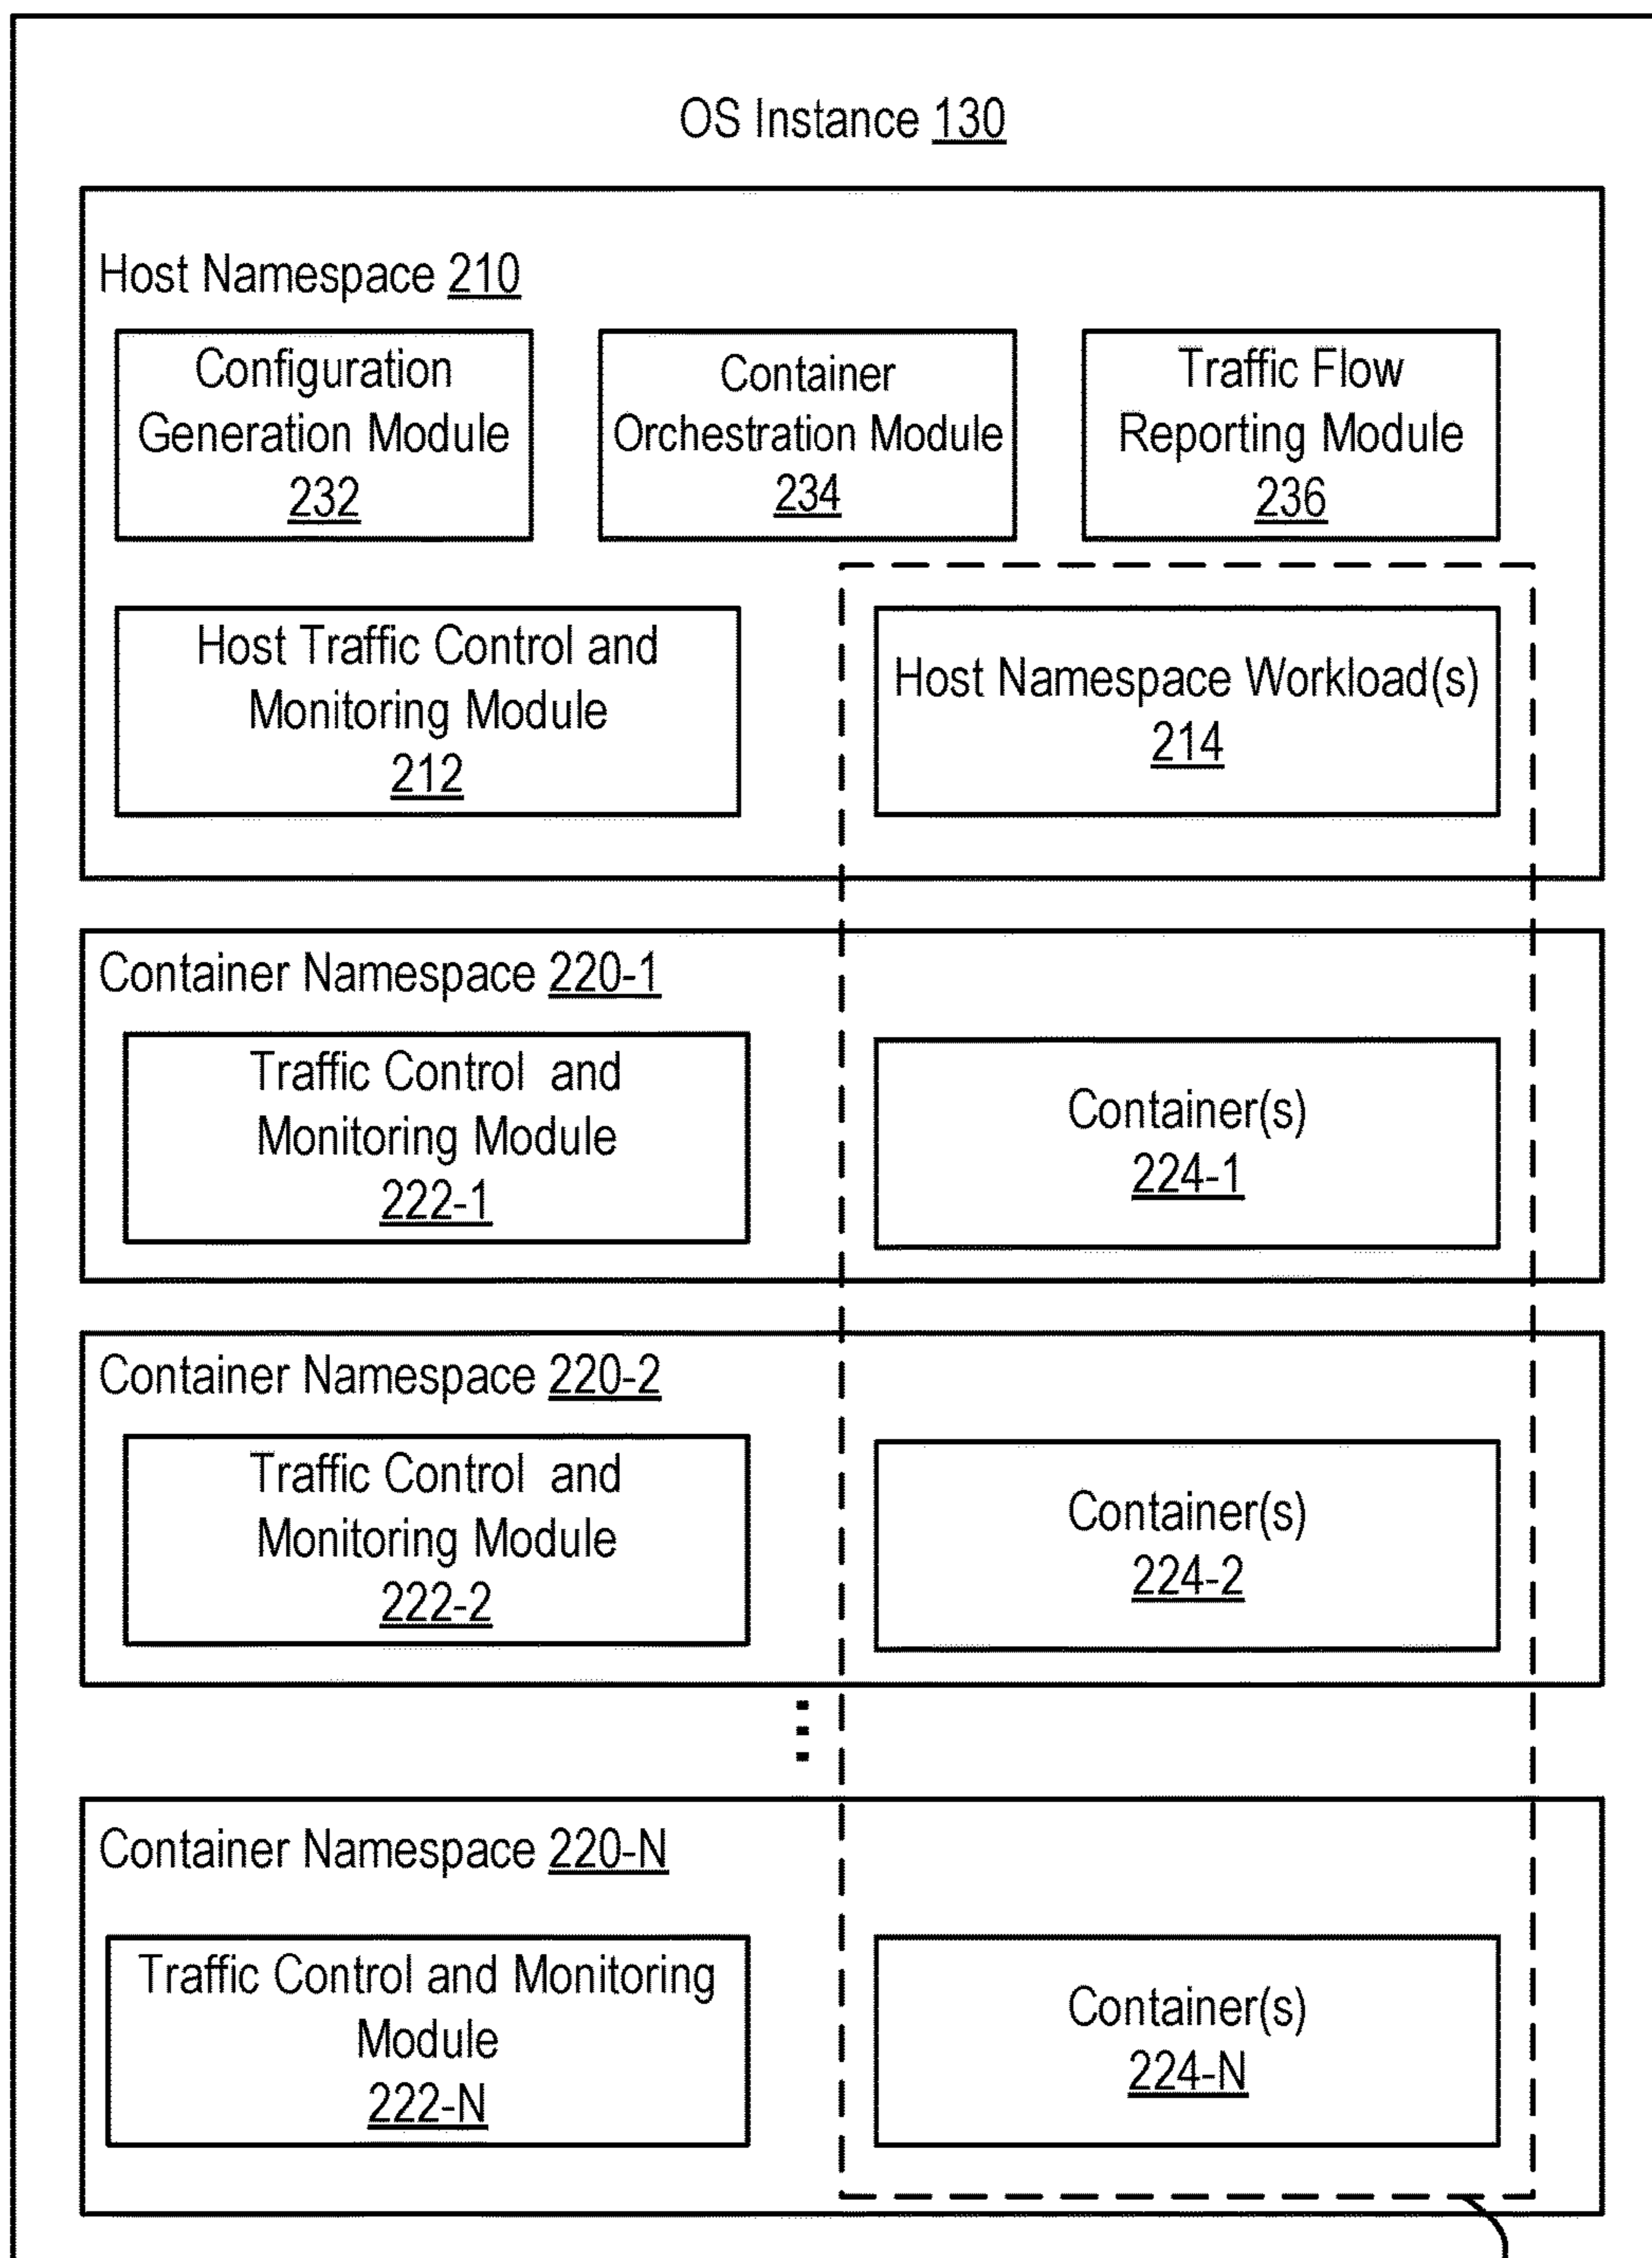 OS Instance 130
Host Namespace 210
Configuration
Generation Module
232
Container
Orchestration Module
234
Traffic Flow
Reporting Module
236
Host Traffic Control and
Monitoring Module
212
Host Namespace Workload(s)
214
Container Namespace 220-1
Traffic Control and
Monitoring Module
222-1
Container(s)
224-1
Container Namespace 220-2
Traffic Control and
Monitoring Module
222-2
Container(s)
224-2
Container Namespace 220-N
Traffic Control and Monitoring
Module
222-N
Container(s)
224-N